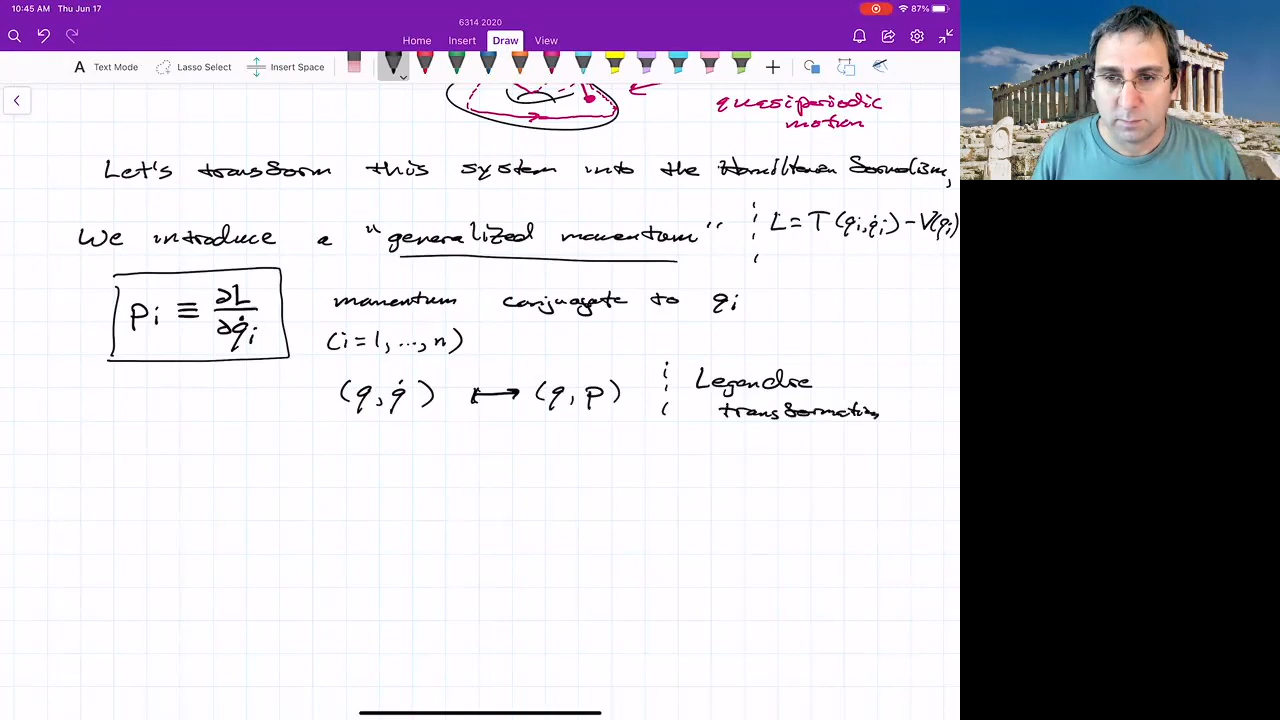 10:45 AM Thu Jun 17
87%
6314 2020
Home Insert Draw View
Text Mode Lasso Select Insert Space
quasiperiodic
motion
Let's transform this system into the Hamiltonian formalism,
We introduce a "generalized momentum"
L = T(qi, q̇i) - V(qi)
pi ≡ ∂L/∂q̇i momentum conjugate to qi
(i=1, ..., n)
(q, q̇) ↦ (q, p) Legendre
transformation